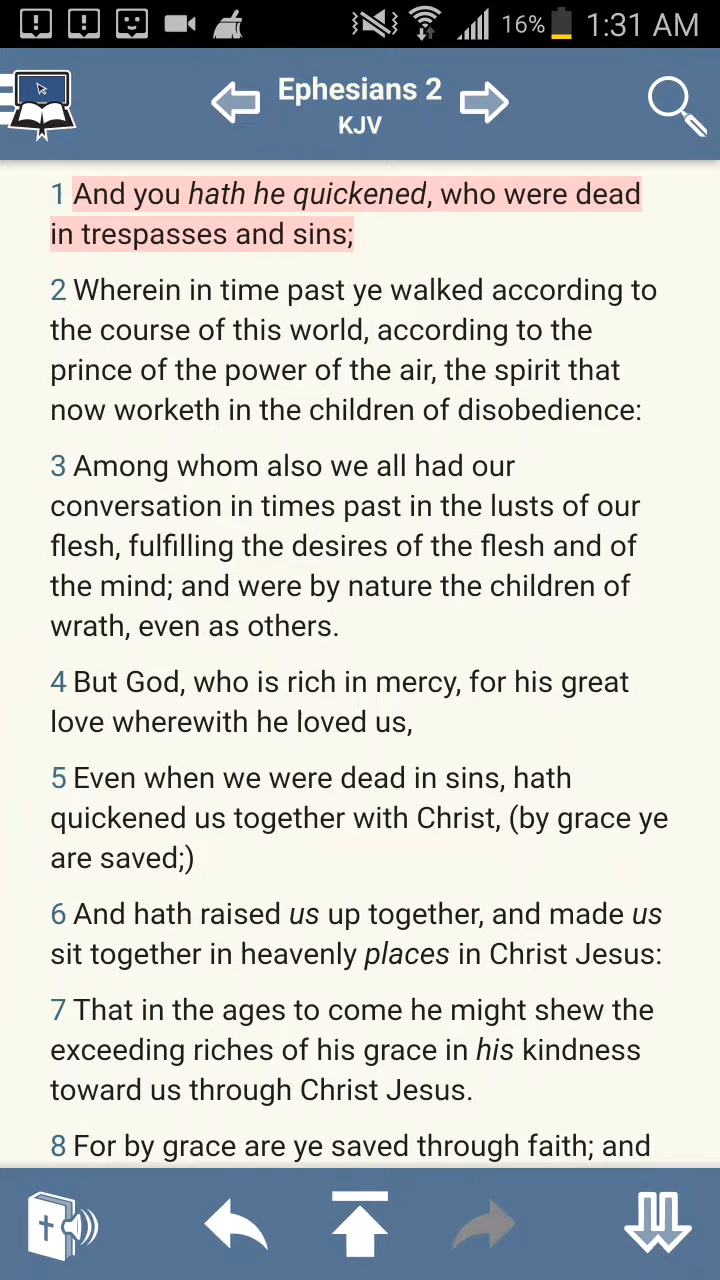 16% 1:31 AM
Ephesians 2
KJV
1 And you hath he quickened, who were dead
in trespasses and sins;
2 Wherein in time past ye walked according to
the course of this world, according to the
prince of the power of the air, the spirit that
now worketh in the children of disobedience:
3 Among whom also we all had our
conversation in times past in the lusts of our
flesh, fulfilling the desires of the flesh and of
the mind; and were by nature the children of
wrath, even as others.
4 But God, who is rich in mercy, for his great
love wherewith he loved us,
5 Even when we were dead in sins, hath
quickened us together with Christ, (by grace ye
are saved;)
6 And hath raised us up together, and made us
sit together in heavenly places in Christ Jesus:
7 That in the ages to come he might shew the
exceeding riches of his grace in his kindness
toward us through Christ Jesus.
8 For by grace are ye saved through faith; and